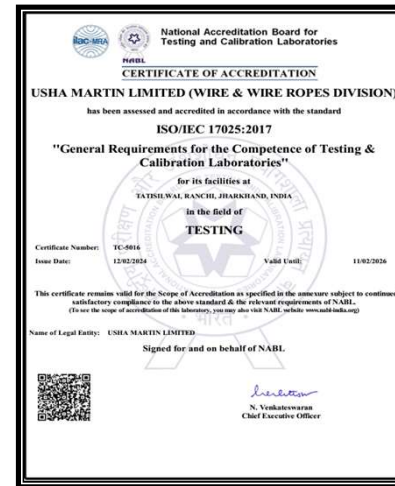 ilac-MRA
NABL
National Accreditation Board for
Testing and Calibration Laboratories
CERTIFICATE OF ACCREDITATION
USHA MARTIN LIMITED (WIRE & WIRE ROPES DIVISION)
has been assessed and accredited in accordance with the standard
ISO/IEC 17025:2017
"General Requirements for the Competence of Testing &
Calibration Laboratories"
for its facilities at
TATISILWAI, RANCHI, JHARKHAND, INDIA
in the field of
TESTING
Certificate Number: TC-5016
Issue Date: 12/02/2024 Valid Until: 11/02/2026
This certificate remains valid for the Scope of Accreditation as specified in the annexure subject to continued
satisfactory compliance to the above standard & the relevant requirements of NABL.
(To see the scope of accreditation of this laboratory, you may also visit NABL website www.nabl-india.org)
Name of Legal Entity: USHA MARTIN LIMITED
Signed for and on behalf of NABL
N. Venkateswaran
Chief Executive Officer